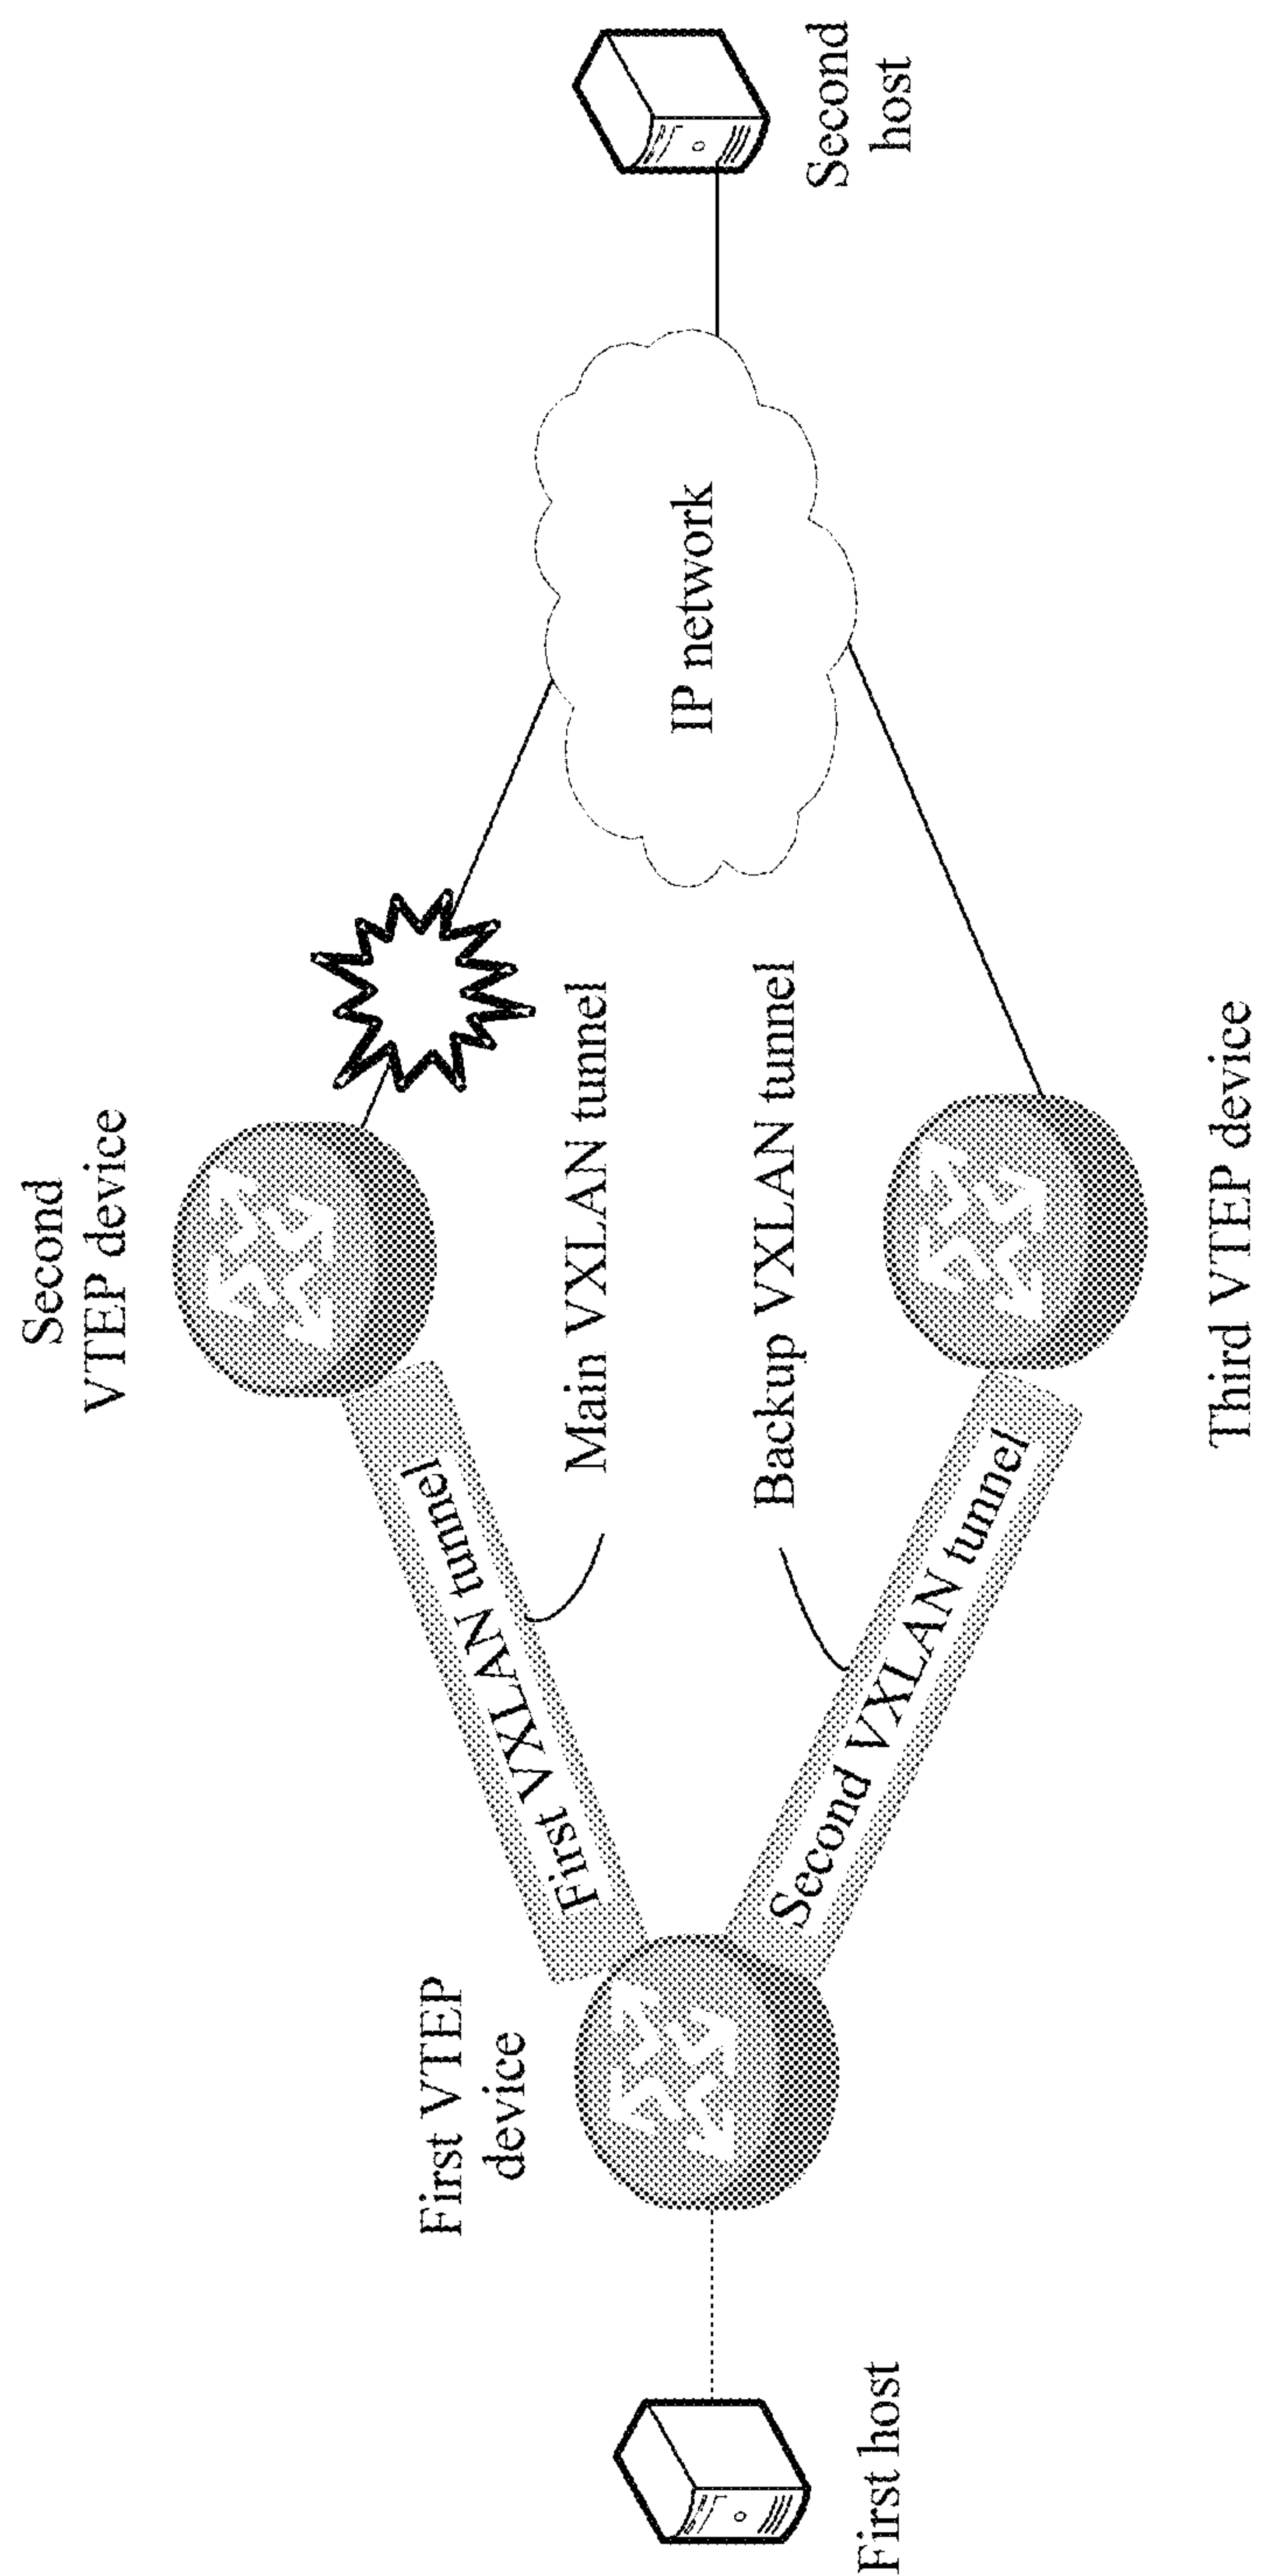 Second
VTEP device
First VTEP
device
First VXLAN tunnel
Main VXLAN tunnel
IP network
Second
host
First host
Backup VXLAN tunnel
Second VXLAN tunnel
Third VTEP device